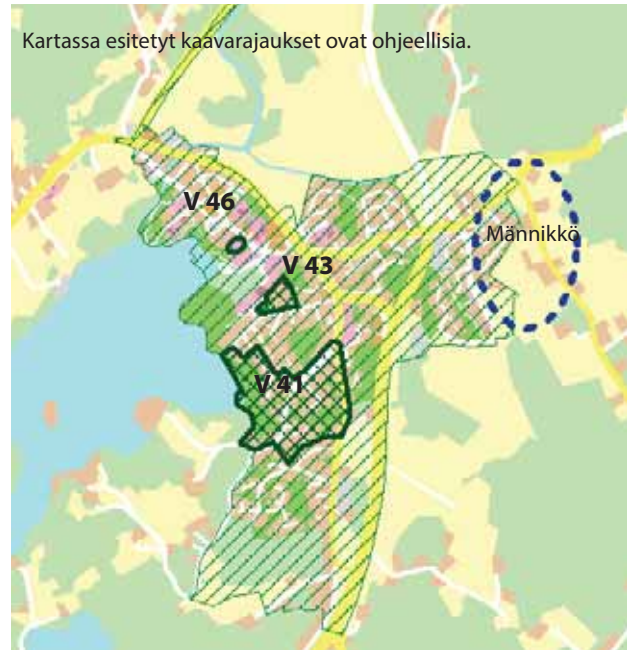 Kartassa esitetyt kaavarajaukset ovat ohjeellisia.
V 46
Männikkö
V 43
V 41